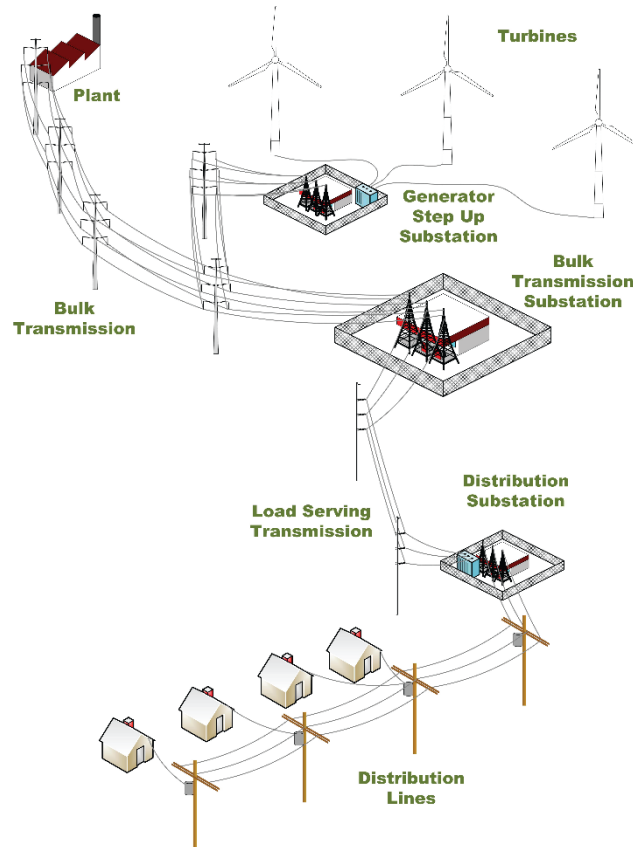 Turbines
Plant
Generator
Step Up
Substation
Bulk
Transmission
Substation
Bulk
Transmission
Distribution
Substation
Load Serving
Transmission
Distribution
Lines